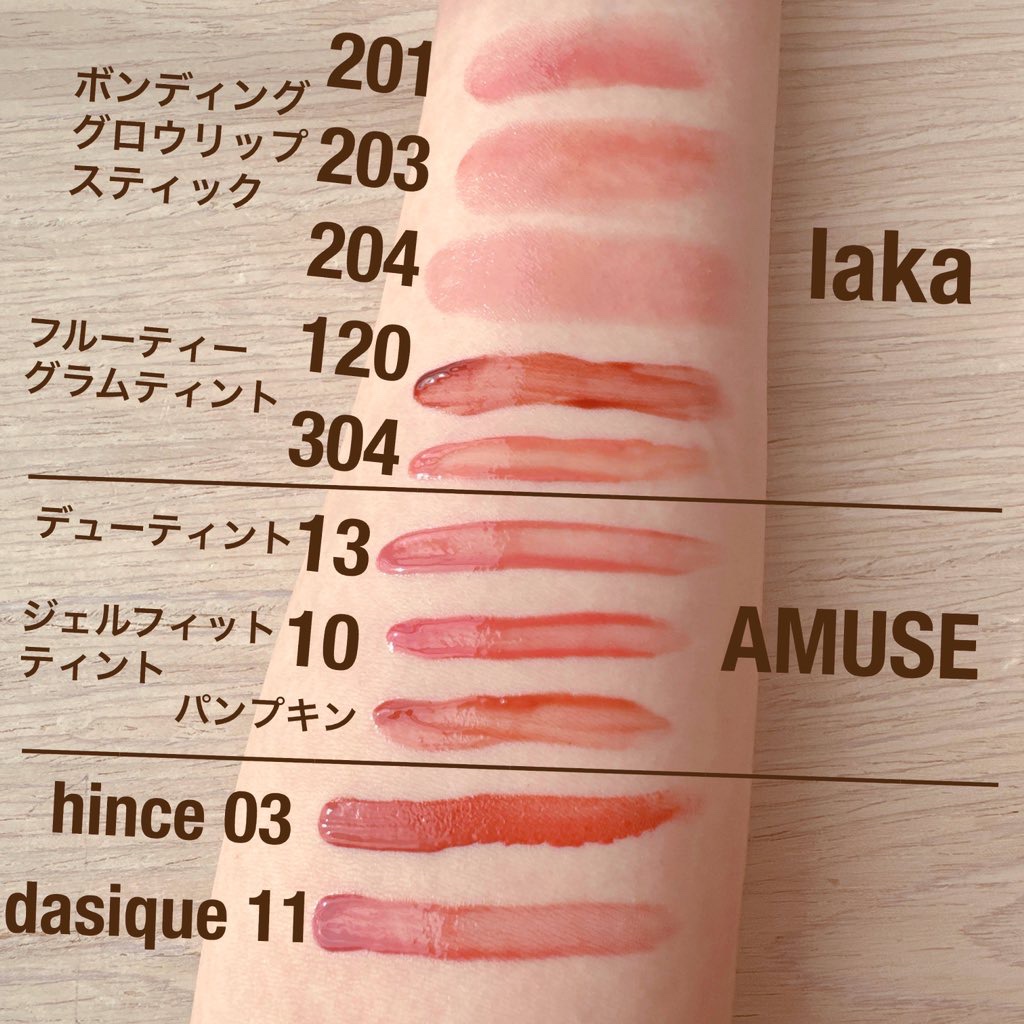 201
ボンディング
グロウリップ
スティック
203
204
laka
フルーティー
グラムティント
120
304
デューティント
13
ジェルフィット
ティント
10
AMUSE
パンプキン
hince 03
dasique 11